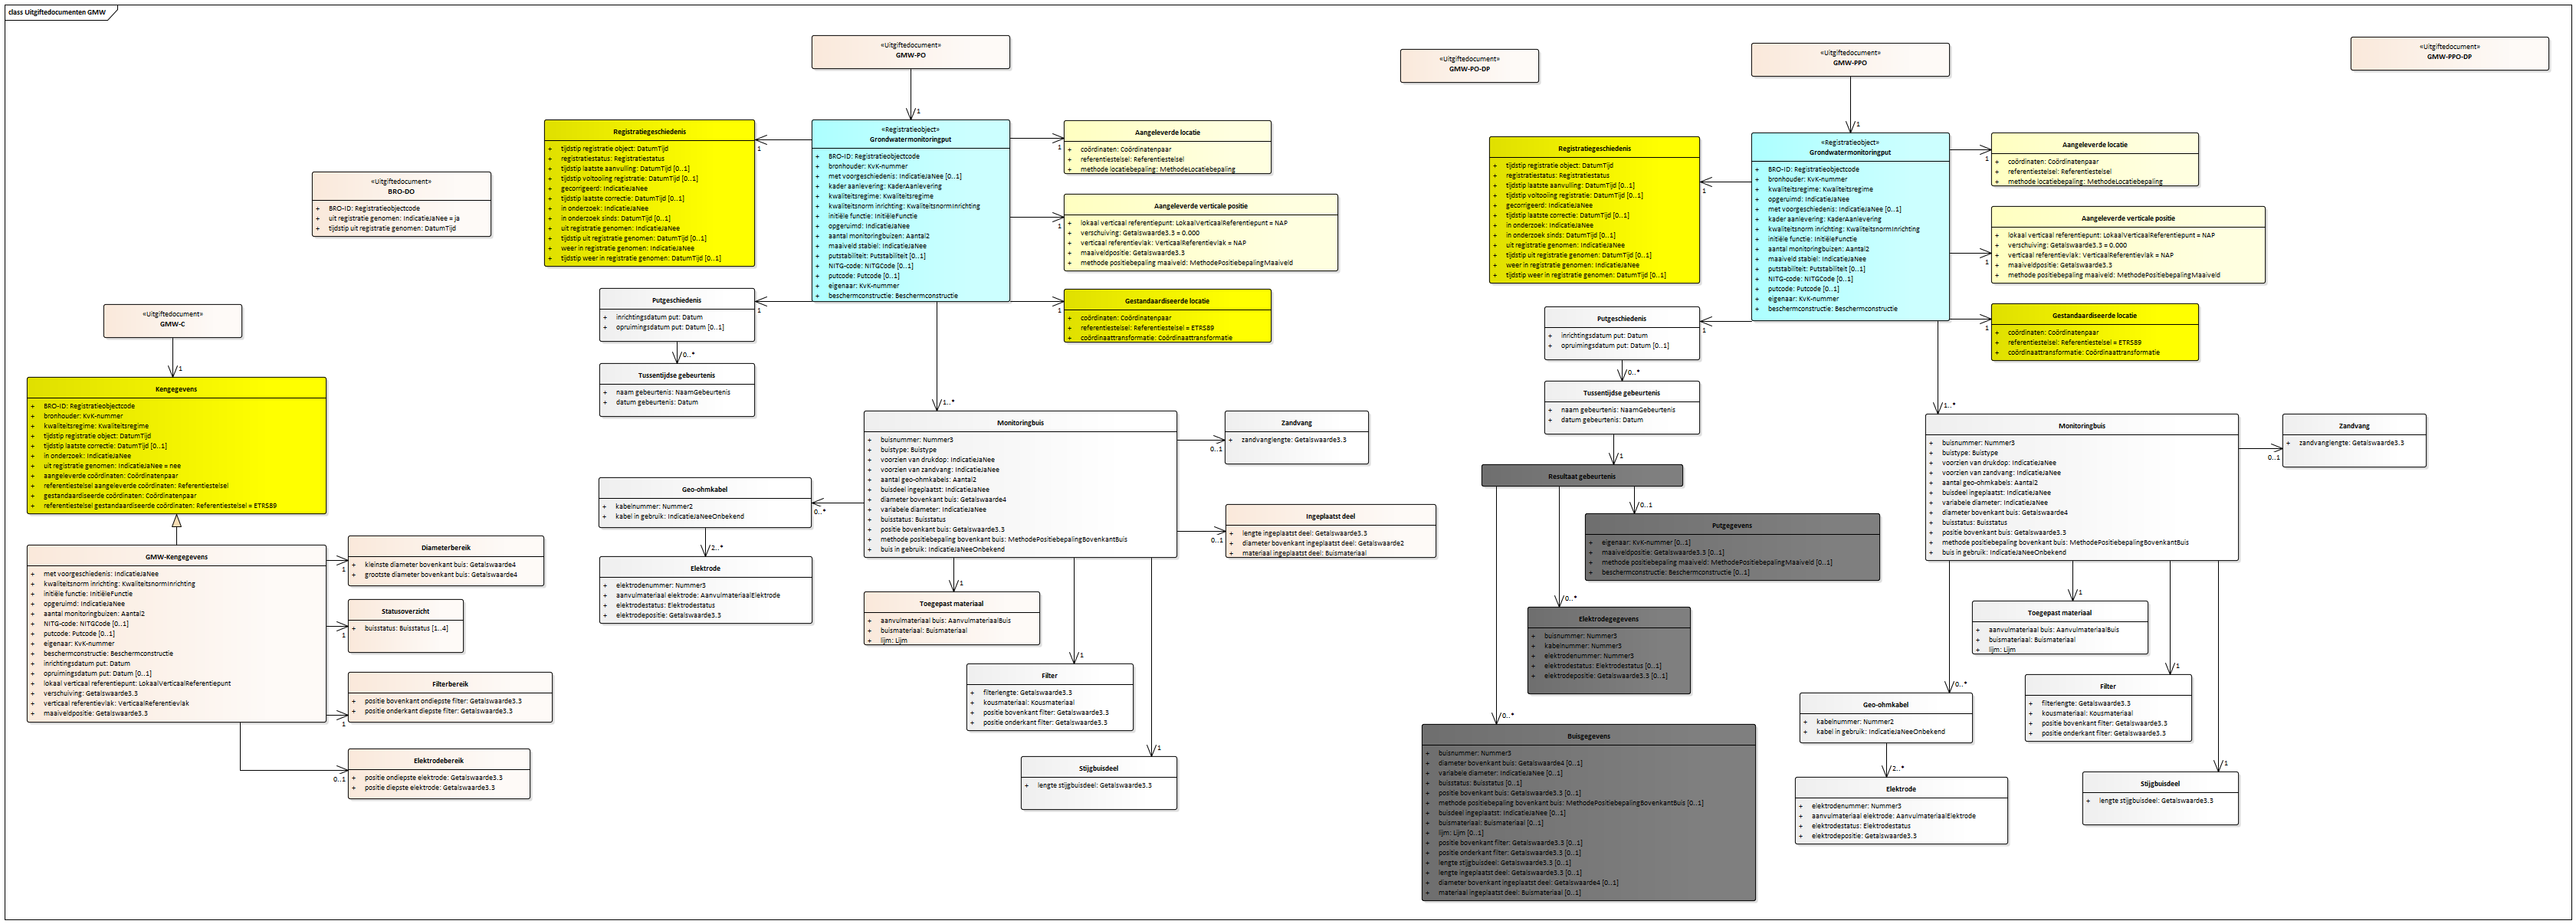 class Uitgiftedocumenten GMW
«Uitgiftedocument»
BRO-DO
+ BRO-ID: Registratieobjectcode
+ uit registratie genomen: IndicatieJaNee = ja
+ tijdstip uit registratie genomen: DatumTijd
«Uitgiftedocument»
GMW-C
1
Kengegevens
+ BRO-ID: Registratieobjectcode
+ bronhouder: KvK-nummer
+ kwaliteitsregime: Kwaliteitsregime
+ tijdstip registratie object: DatumTijd
+ tijdstip laatste correctie: DatumTijd [0..1]
+ in onderzoek: IndicatieJaNee
+ uit registratie genomen: IndicatieJaNee = nee
+ aangeleverde coördinaten: Coördinatenpaar
+ referentiestelsel aangeleverde coördinaten: Referentiestelsel
+ gestandaardiseerde coördinaten: Coördinatenpaar
+ referentiestelsel gestandaardiseerde coördinaten: Referentiestelsel = ETRS89
GMW-Kengegevens
+ met voorgeschiedenis: IndicatieJaNee
+ kwaliteitsnorm inrichting: KwaliteitsnormInrichting
+ initiële functie: InitiëleFunctie
+ opgeruimd: IndicatieJaNee
+ aantal monitoringbuizen: Aantal2
+ NITG-code: NITGCode [0..1]
+ putcode: Putcode [0..1]
+ eigenaar: KvK-nummer
+ beschermconstructie: Beschermconstructie
+ inrichtingsdatum put: Datum
+ opruimingsdatum put: Datum [0..1]
+ lokaal verticaal referentiepunt: LokaalVerticaalReferentiepunt
+ verschuiving: Getalswaarde3.3
+ verticaal referentievlak: VerticaalReferentievlak
+ maaiveldpositie: Getalswaarde3.3
1
Diameterbereik
+ kleinste diameter bovenkant buis: Getalswaarde4
+ grootste diameter bovenkant buis: Getalswaarde4
1
Statusoverzicht
+ buisstatus: Buisstatus [1..4]
1
Filterbereik
+ positie bovenkant ondiepste filter: Getalswaarde3.3
+ positie onderkant diepste filter: Getalswaarde3.3
0..1
Elektrodebereik
+ positie ondiepste elektrode: Getalswaarde3.3
+ positie diepste elektrode: Getalswaarde3.3
«Uitgiftedocument»
GMW-PO
1
Registratiegeschiedenis
+ tijdstip registratie object: DatumTijd
+ registratiestatus: Registratiestatus
+ tijdstip laatste aanvulling: DatumTijd [0..1]
+ tijdstip voltooiing registratie: DatumTijd [0..1]
+ gecorrigeerd: IndicatieJaNee
+ tijdstip laatste correctie: DatumTijd [0..1]
+ in onderzoek: IndicatieJaNee
+ in onderzoek sinds: DatumTijd [0..1]
+ uit registratie genomen: IndicatieJaNee
+ tijdstip uit registratie genomen: DatumTijd [0..1]
+ weer in registratie genomen: IndicatieJaNee
+ tijdstip weer in registratie genomen: DatumTijd [0..1]
1
«Registratieobject»
Grondwatermonitoringput
+ BRO-ID: Registratieobjectcode
+ bronhouder: KvK-nummer
+ met voorgeschiedenis: IndicatieJaNee [0..1]
+ kader aanlevering: KaderAanlevering
+ kwaliteitsregime: Kwaliteitsregime
+ kwaliteitsnorm inrichting: KwaliteitsnormInrichting
+ initiële functie: InitiëleFunctie
+ opgeruimd: IndicatieJaNee
+ aantal monitoringbuizen: Aantal2
+ maaiveld stabiel: IndicatieJaNee
+ putstabiliteit: Putstabiliteit [0..1]
+ NITG-code: NITGCode [0..1]
+ putcode: Putcode [0..1]
+ eigenaar: KvK-nummer
+ beschermconstructie: Beschermconstructie
1
Aangeleverde locatie
+ coördinaten: Coördinatenpaar
+ referentiestelsel: Referentiestelsel
+ methode locatiebepaling: MethodeLocatiebepaling
1
Aangeleverde verticale positie
+ lokaal verticaal referentiepunt: LokaalVerticaalReferentiepunt = NAP
+ verschuiving: Getalswaarde3.3 = 0.000
+ verticaal referentievlak: VerticaalReferentievlak = NAP
+ maaiveldpositie: Getalswaarde3.3
+ methode positiebepaling maaiveld: MethodePositiebepalingMaaiveld
1
Gestandaardiseerde locatie
+ coördinaten: Coördinatenpaar
+ referentiestelsel: Referentiestelsel = ETRS89
+ coördinaattransformatie: Coördinaattransformatie
1
Putgeschiedenis
+ inrichtingsdatum put: Datum
+ opruimingsdatum put: Datum [0..1]
0..*
Tussentijdse gebeurtenis
+ naam gebeurtenis: NaamGebeurtenis
+ datum gebeurtenis: Datum
1..*
Monitoringbuis
+ buisnummer: Nummer3
+ buistype: Buistype
+ voorzien van drukdop: IndicatieJaNee
+ voorzien van zandvang: IndicatieJaNee
+ aantal geo-ohmkabels: Aantal2
+ buisdeel ingeplaatst: IndicatieJaNee
+ diameter bovenkant buis: Getalswaarde4
+ variabele diameter: IndicatieJaNee
+ buisstatus: Buisstatus
+ positie bovenkant buis: Getalswaarde3.3
+ methode positiebepaling bovenkant buis: MethodePositiebepalingBovenkantBuis
+ buis in gebruik: IndicatieJaNeeOnbekend
0..1
Zandvang
+ zandvanglengte: Getalswaarde3.3
0..1
Ingeplaatst deel
+ lengte ingeplaatst deel: Getalswaarde3.3
+ diameter bovenkant ingeplaatst deel: Getalswaarde2
+ materiaal ingeplaatst deel: Buismateriaal
0..*
Geo-ohmkabel
+ kabelnummer: Nummer2
+ kabel in gebruik: IndicatieJaNeeOnbekend
2..*
Elektrode
+ elektrodenummer: Nummer3
+ aanvulmateriaal elektrode: AanvulmateriaalElektrode
+ elektrodestatus: Elektrodestatus
+ elektrodepositie: Getalswaarde3.3
1
Toegepast materiaal
+ aanvulmateriaal buis: AanvulmateriaalBuis
+ buismateriaal: Buismateriaal
+ lijm: Lijm
1
Filter
+ filterlengte: Getalswaarde3.3
+ kousmateriaal: Kousmateriaal
+ positie bovenkant filter: Getalswaarde3.3
+ positie onderkant filter: Getalswaarde3.3
1
Stijgbuisdeel
+ lengte stijgbuisdeel: Getalswaarde3.3
«Uitgiftedocument»
GMW-PO-DP
«Uitgiftedocument»
GMW-PPO
1
Registratiegeschiedenis
+ tijdstip registratie object: DatumTijd
+ registratiestatus: Registratiestatus
+ tijdstip laatste aanvulling: DatumTijd [0..1]
+ tijdstip voltooiing registratie: DatumTijd [0..1]
+ gecorrigeerd: IndicatieJaNee
+ tijdstip laatste correctie: DatumTijd [0..1]
+ in onderzoek: IndicatieJaNee
+ in onderzoek sinds: DatumTijd [0..1]
+ uit registratie genomen: IndicatieJaNee
+ tijdstip uit registratie genomen: DatumTijd [0..1]
+ weer in registratie genomen: IndicatieJaNee
+ tijdstip weer in registratie genomen: DatumTijd [0..1]
1
«Registratieobject»
Grondwatermonitoringput
+ BRO-ID: Registratieobjectcode
+ bronhouder: KvK-nummer
+ kwaliteitsregime: Kwaliteitsregime
+ opgeruimd: IndicatieJaNee
+ met voorgeschiedenis: IndicatieJaNee [0..1]
+ kader aanlevering: KaderAanlevering
+ kwaliteitsnorm inrichting: KwaliteitsnormInrichting
+ initiële functie: InitiëleFunctie
+ aantal monitoringbuizen: Aantal2
+ maaiveld stabiel: IndicatieJaNee
+ putstabiliteit: Putstabiliteit [0..1]
+ NITG-code: NITGCode [0..1]
+ putcode: Putcode [0..1]
+ eigenaar: KvK-nummer
+ beschermconstructie: Beschermconstructie
1
Aangeleverde locatie
+ coördinaten: Coördinatenpaar
+ referentiestelsel: Referentiestelsel
+ methode locatiebepaling: MethodeLocatiebepaling
1
Aangeleverde verticale positie
+ lokaal verticaal referentiepunt: LokaalVerticaalReferentiepunt = NAP
+ verschuiving: Getalswaarde3.3 = 0.000
+ verticaal referentievlak: VerticaalReferentievlak = NAP
+ maaiveldpositie: Getalswaarde3.3
+ methode positiebepaling maaiveld: MethodePositiebepalingMaaiveld
1
Gestandaardiseerde locatie
+ coördinaten: Coördinatenpaar
+ referentiestelsel: Referentiestelsel = ETRS89
+ coördinaattransformatie: Coördinaattransformatie
1
Putgeschiedenis
+ inrichtingsdatum put: Datum
+ opruimingsdatum put: Datum [0..1]
0..*
Tussentijdse gebeurtenis
+ naam gebeurtenis: NaamGebeurtenis
+ datum gebeurtenis: Datum
1
Resultaat gebeurtenis
0..1
Putgegevens
+ eigenaar: KvK-nummer [0..1]
+ maaiveldpositie: Getalswaarde3.3 [0..1]
+ methode positiebepaling maaiveld: MethodePositiebepalingMaaiveld [0..1]
+ beschermconstructie: Beschermconstructie [0..1]
0..*
Elektrodegegevens
+ buisnummer: Nummer3
+ kabelnummer: Nummer3
+ elektrodenummer: Nummer3
+ elektrodestatus: Elektrodestatus [0..1]
+ elektrodepositie: Getalswaarde3.3 [0..1]
0..*
Buisgegevens
+ buisnummer: Nummer3
+ diameter bovenkant buis: Getalswaarde4 [0..1]
+ variabele diameter: IndicatieJaNee [0..1]
+ buisstatus: Buisstatus [0..1]
+ positie bovenkant buis: Getalswaarde3.3 [0..1]
+ methode positiebepaling bovenkant buis: MethodePositiebepalingBovenkantBuis [0..1]
+ buisdeel ingeplaatst: IndicatieJaNee [0..1]
+ buismateriaal: Buismateriaal [0..1]
+ lijm: Lijm [0..1]
+ positie bovenkant filter: Getalswaarde3.3 [0..1]
+ positie onderkant filter: Getalswaarde3.3 [0..1]
+ lengte stijgbuisdeel: Getalswaarde3.3 [0..1]
+ lengte ingeplaatst deel: Getalswaarde3.3 [0..1]
+ diameter bovenkant ingeplaatst deel: Getalswaarde4 [0..1]
+ materiaal ingeplaatst deel: Buismateriaal [0..1]
1..*
Monitoringbuis
+ buisnummer: Nummer3
+ buistype: Buistype
+ voorzien van drukdop: IndicatieJaNee
+ voorzien van zandvang: IndicatieJaNee
+ aantal geo-ohmkabels: Aantal2
+ buisdeel ingeplaatst: IndicatieJaNee
+ variabele diameter: IndicatieJaNee
+ diameter bovenkant buis: Getalswaarde4
+ buisstatus: Buisstatus
+ positie bovenkant buis: Getalswaarde3.3
+ methode positiebepaling bovenkant buis: MethodePositiebepalingBovenkantBuis
+ buis in gebruik: IndicatieJaNeeOnbekend
0..1
Zandvang
+ zandvanglengte: Getalswaarde3.3
1
Toegepast materiaal
+ aanvulmateriaal buis: AanvulmateriaalBuis
+ buismateriaal: Buismateriaal
+ lijm: Lijm
1
Filter
+ filterlengte: Getalswaarde3.3
+ kousmateriaal: Kousmateriaal
+ positie bovenkant filter: Getalswaarde3.3
+ positie onderkant filter: Getalswaarde3.3
0..*
Geo-ohmkabel
+ kabelnummer: Nummer2
+ kabel in gebruik: IndicatieJaNeeOnbekend
2..*
Elektrode
+ elektrodenummer: Nummer3
+ aanvulmateriaal elektrode: AanvulmateriaalElektrode
+ elektrodestatus: Elektrodestatus
+ elektrodepositie: Getalswaarde3.3
1
Stijgbuisdeel
+ lengte stijgbuisdeel: Getalswaarde3.3
«Uitgiftedocument»
GMW-PPO-DP